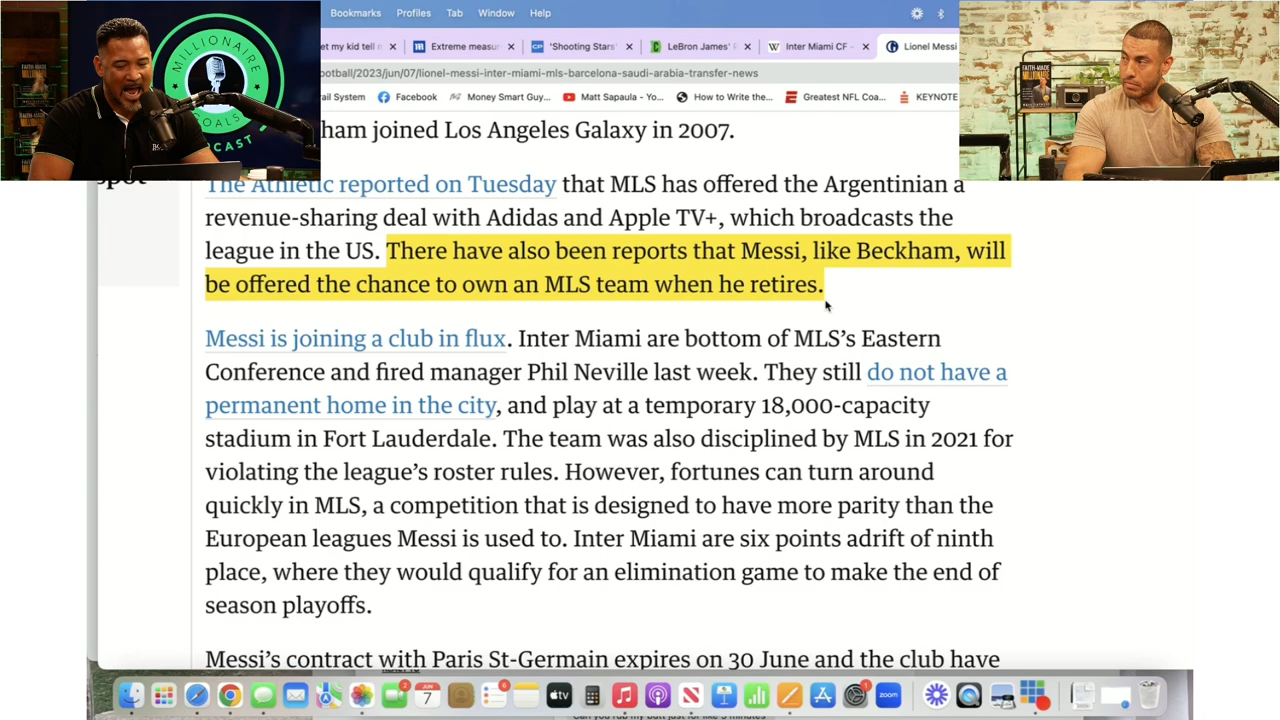 Bookmarks Profiles Tab Window Help
et my kid tell r Extreme measur 'Shooting Stars' LeBron James' P Inter Miami CF - Lionel Messi
ootball/2023/jun/07/lionel-messi-inter-miami-mls-barcelona-saudi-arabia-transfer-news
ail System Facebook Money Smart Guy... Matt Sapaula - Yo... How to Write the... Greatest NFL Coa... KEYNOTE
MILLIONAIRE
GOALS
PODCAST
FAITH-MADE
MILLIONAIRE
ham joined Los Angeles Galaxy in 2007.
spot
The Athletic reported on Tuesday that MLS has offered the Argentinian a
revenue-sharing deal with Adidas and Apple TV+, which broadcasts the
league in the US. There have also been reports that Messi, like Beckham, will
be offered the chance to own an MLS team when he retires.
Messi is joining a club in flux. Inter Miami are bottom of MLS’s Eastern
Conference and fired manager Phil Neville last week. They still do not have a
permanent home in the city, and play at a temporary 18,000-capacity
stadium in Fort Lauderdale. The team was also disciplined by MLS in 2021 for
violating the league’s roster rules. However, fortunes can turn around
quickly in MLS, a competition that is designed to have more parity than the
European leagues Messi is used to. Inter Miami are six points adrift of ninth
place, where they would qualify for an elimination game to make the end of
season playoffs.
Messi’s contract with Paris St-Germain expires on 30 June and the club have
JUN
7
tv
zoom